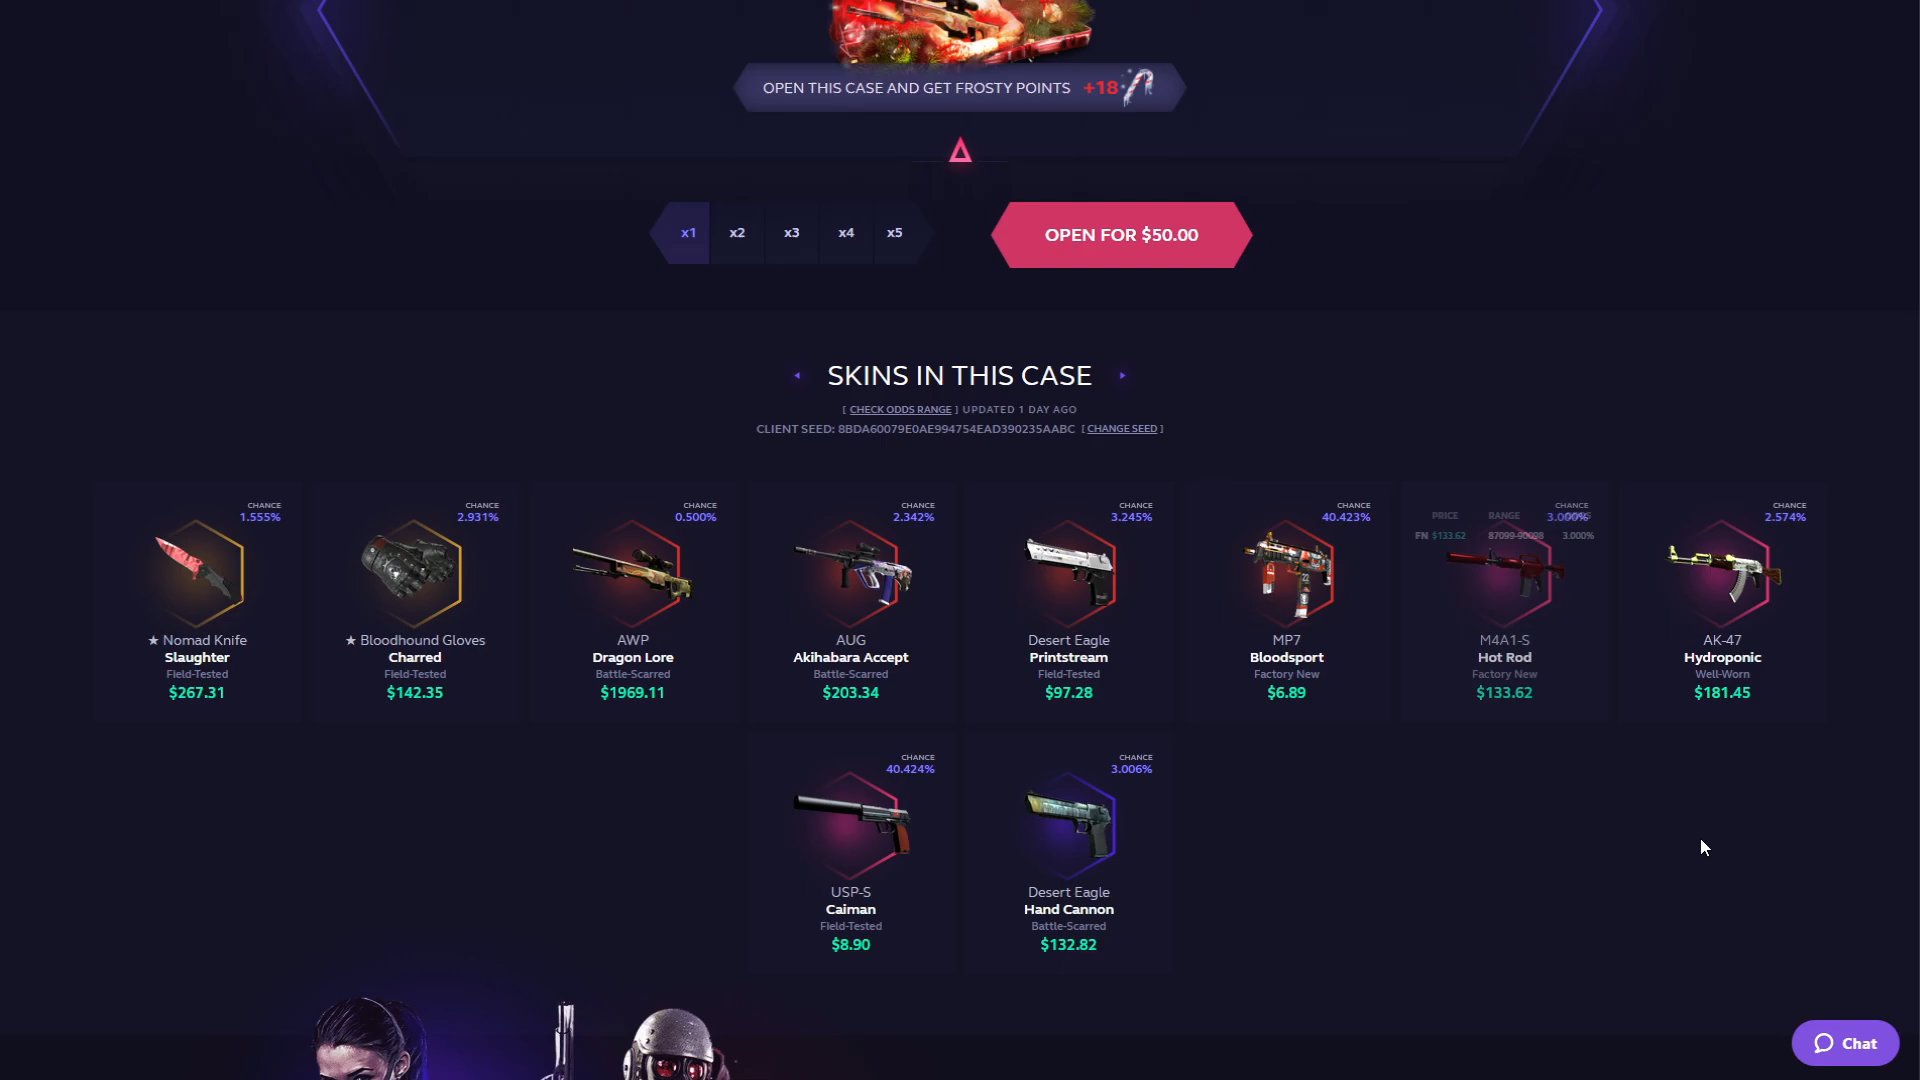 OPEN THIS CASE AND GET FROSTY POINTS +18
x1 x2 x3 x4 x5 OPEN FOR $50.00
SKINS IN THIS CASE
[ CHECK ODDS RANGE ] UPDATED 1 DAY AGO
CLIENT SEED: 8BDA60079E0AE994754EAD390235AABC [ CHANGE SEED ]
CHANCE
1.555%
★ Nomad Knife
Slaughter
Field-Tested
$267.31
CHANCE
2.931%
★ Bloodhound Gloves
Charred
Field-Tested
$142.35
CHANCE
0.500%
AWP
Dragon Lore
Battle-Scarred
$1969.11
CHANCE
2.342%
AUG
Akihabara Accept
Battle-Scarred
$203.34
CHANCE
3.245%
Desert Eagle
Printstream
Field-Tested
$97.28
CHANCE
40.423%
MP7
Bloodsport
Factory New
$6.89
CHANCE
PRICE RANGE 3.000%
FN $133.62 87099-90098 3.000%
M4A1-S
Hot Rod
Factory New
$133.62
CHANCE
2.574%
AK-47
Hydroponic
Well-Worn
$181.45
CHANCE
40.424%
USP-S
Caiman
Field-Tested
$8.90
CHANCE
3.006%
Desert Eagle
Hand Cannon
Battle-Scarred
$132.82
Chat